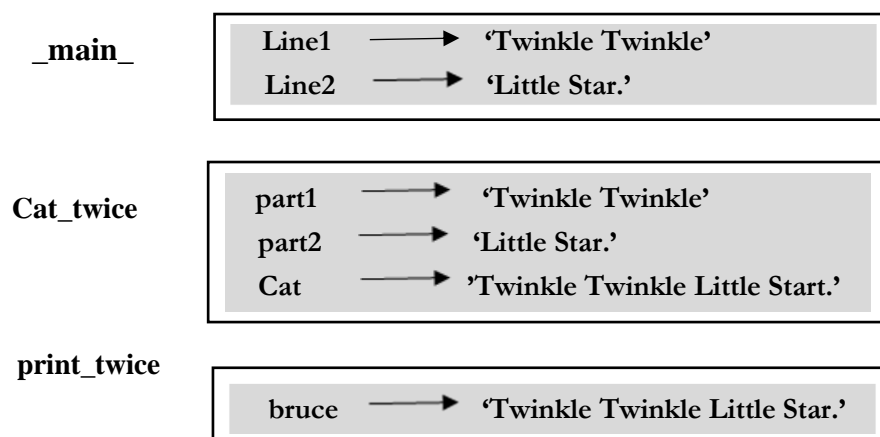 _main_
Line1 ‘Twinkle Twinkle’
Line2 ‘Little Star.’
Cat_twice
part1 ‘Twinkle Twinkle’
part2 ‘Little Star.’
Cat ’Twinkle Twinkle Little Start.’
print_twice
bruce ‘Twinkle Twinkle Little Star.’